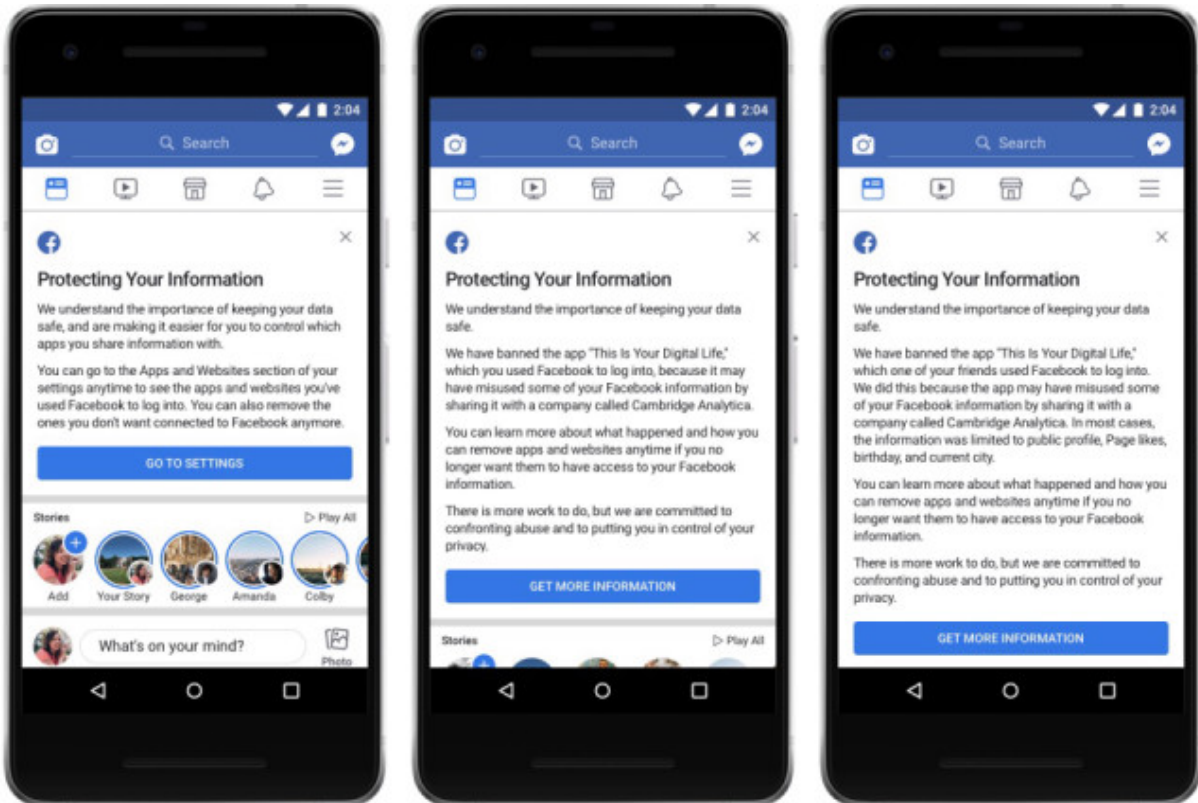 2:04
Search
Protecting Your Information
We understand the importance of keeping your data
safe, and are making it easier for you to control which
apps you share information with.
You can go to the Apps and Websites section of your
settings anytime to see the apps and websites you've
used Facebook to log into. You can also remove the
ones you don't want connected to Facebook anymore.
GO TO SETTINGS
Stories
Play All
Add
Your Story
George
Amanda
Colby
What's on your mind?
Photo
2:04
Search
Protecting Your Information
We understand the importance of keeping your data
safe.
We have banned the app "This Is Your Digital Life,"
which you used Facebook to log into, because it may
have misused some of your Facebook information by
sharing it with a company called Cambridge Analytica.
You can learn more about what happened and how you
can remove apps and websites anytime if you no
longer want them to have access to your Facebook
information.
There is more work to do, but we are committed to
confronting abuse and to putting you in control of your
privacy.
GET MORE INFORMATION
Stories
Play All
2:04
Search
Protecting Your Information
We understand the importance of keeping your data
safe.
We have banned the app "This Is Your Digital Life,"
which one of your friends used Facebook to log into.
We did this because the app may have misused some
of your Facebook information by sharing it with a
company called Cambridge Analytica. In most cases,
the information was limited to public profile, Page likes,
birthday, and current city.
You can learn more about what happened and how you
can remove apps and websites anytime if you no
longer want them to have access to your Facebook
information.
There is more work to do, but we are committed to
confronting abuse and to putting you in control of your
privacy.
GET MORE INFORMATION